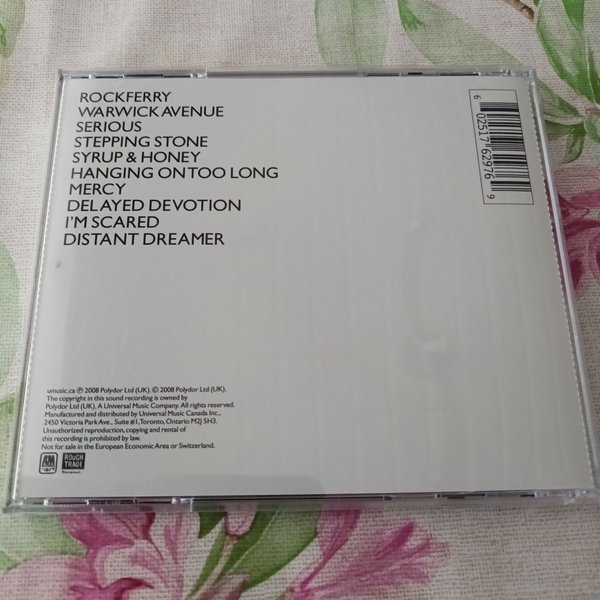 ROCKFERRY
WARWICK AVENUE
SERIOUS
STEPPING STONE
SYRUP & HONEY
HANGING ON TOO LONG
MERCY
DELAYED DEVOTION
I'M SCARED
DISTANT DREAMER
6 02517 62976 9
umusic.ca ℗ 2008 Polydor Ltd (UK). © 2008 Polydor Ltd (UK).
The copyright in this sound recording is owned by
Polydor Ltd (UK). A Universal Music Company. All rights reserved.
Manufactured and distributed by Universal Music Canada Inc.,
2450 Victoria Park Ave., Suite #1, Toronto, Ontario M2J 5H3.
Unauthorized reproduction, copying and rental of
this recording is prohibited by law.
Not for sale in the European Economic Area or Switzerland.
A&M
ROUGH
TRADE